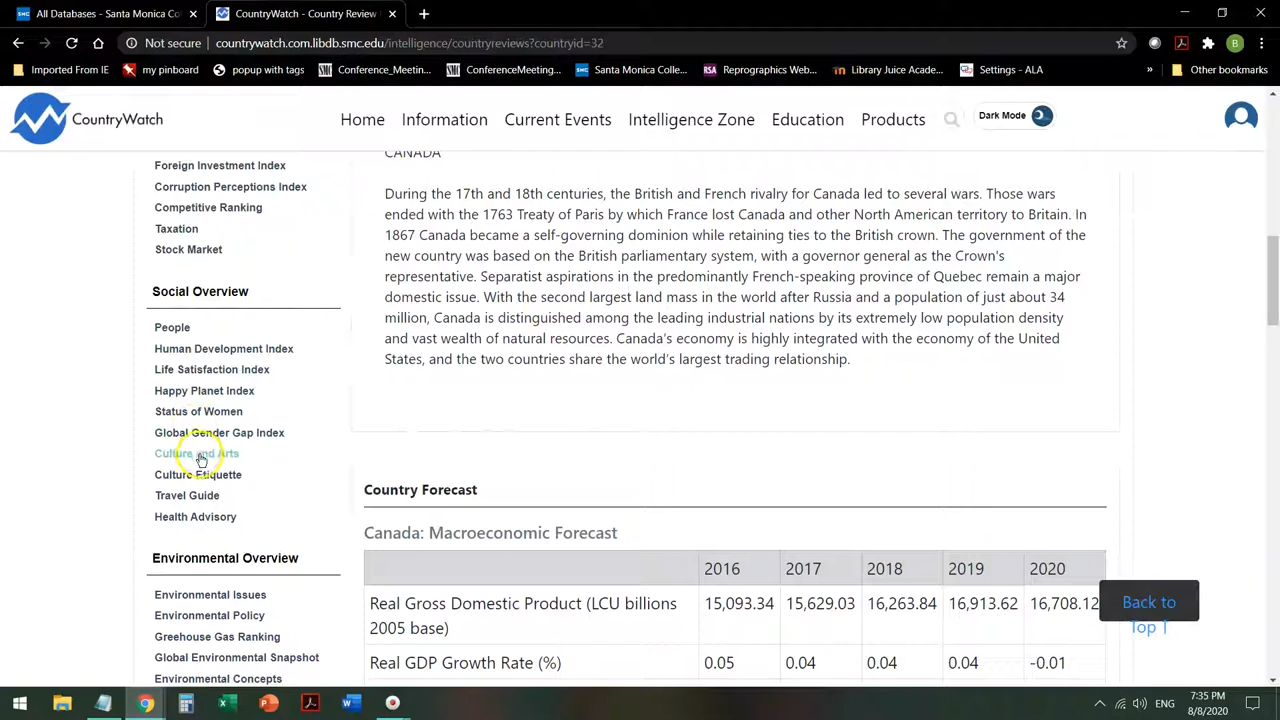 All Databases - Santa Monica Co
CountryWatch - Country Review
Not secure
countrywatch.com.libdb.smc.edu/intelligence/countryreviews?countryid=32
B
Imported From IE
my pinboard
popup with tags
Conference_Meetin...
ConferenceMeeting...
Santa Monica Colle...
Reprographics Web...
Library Juice Acade...
Settings - ALA
»
Other bookmarks
CountryWatch
Home
Information
Current Events
Intelligence Zone
Education
Products
Dark Mode
Foreign Investment Index
Corruption Perceptions Index
Competitive Ranking
Taxation
Stock Market
Social Overview
People
Human Development Index
Life Satisfaction Index
Happy Planet Index
Status of Women
Global Gender Gap Index
Culture and Arts
Culture Etiquette
Travel Guide
Health Advisory
Environmental Overview
Environmental Issues
Environmental Policy
Greehouse Gas Ranking
Global Environmental Snapshot
Environmental Concepts
CANADA
During the 17th and 18th centuries, the British and French rivalry for Canada led to several wars. Those wars
ended with the 1763 Treaty of Paris by which France lost Canada and other North American territory to Britain. In
1867 Canada became a self-governing dominion while retaining ties to the British crown. The government of the
new country was based on the British parliamentary system, with a governor general as the Crown's
representative. Separatist aspirations in the predominantly French-speaking province of Quebec remain a major
domestic issue. With the second largest land mass in the world after Russia and a population of just about 34
million, Canada is distinguished among the leading industrial nations by its extremely low population density
and vast wealth of natural resources. Canada's economy is highly integrated with the economy of the United
States, and the two countries share the world's largest trading relationship.
Country Forecast
Canada: Macroeconomic Forecast
2016 2017 2018 2019 2020
Real Gross Domestic Product (LCU billions
2005 base) 15,093.34 15,629.03 16,263.84 16,913.62 16,708.12
Real GDP Growth Rate (%) 0.05 0.04 0.04 0.04 -0.01
Back to
Top ↑
ENG
7:35 PM
8/8/2020